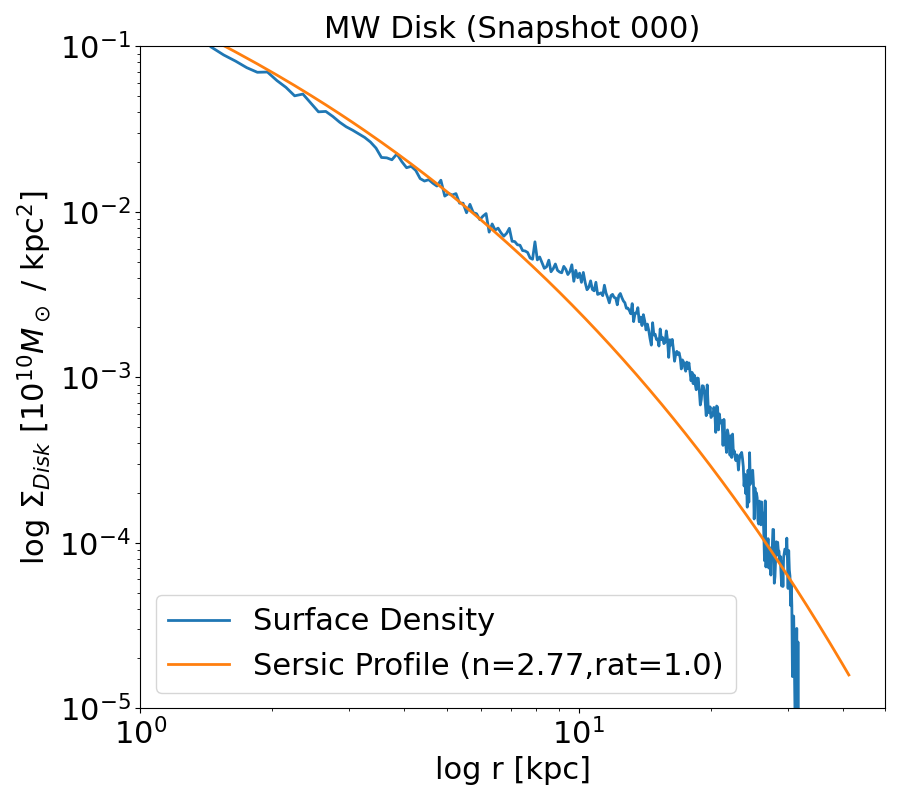 MW Disk (Snapshot 000)
10⁻¹
10⁻²
10⁻³
10⁻⁴
10⁻⁵
log Σ_Disk [10¹⁰M_⊙ / kpc²]
Surface Density
Sersic Profile (n=2.77,rat=1.0)
10⁰ 10¹
log r [kpc]